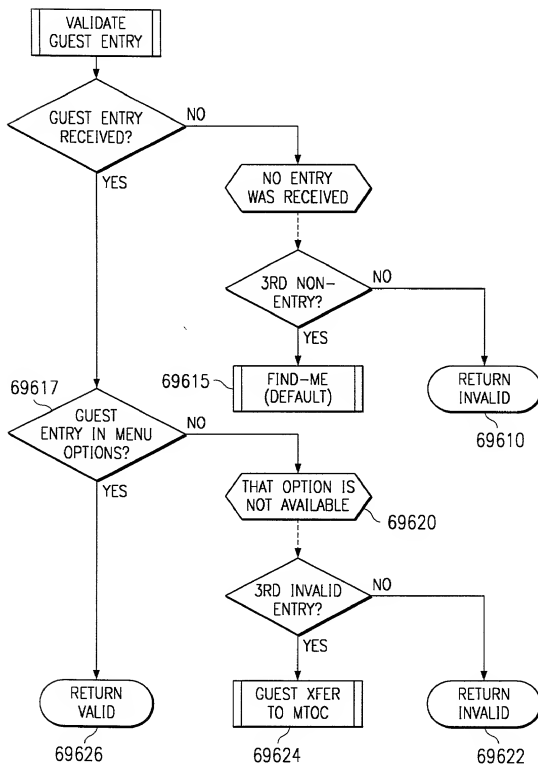 VALIDATE
GUEST ENTRY
GUEST ENTRY
RECEIVED?
NO
YES
NO ENTRY
WAS RECEIVED
3RD NON-
ENTRY?
NO
YES
69615
FIND-ME
(DEFAULT)
RETURN
INVALID
69610
69617
GUEST
ENTRY IN MENU
OPTIONS?
NO
YES
THAT OPTION IS
NOT AVAILABLE
69620
3RD INVALID
ENTRY?
NO
YES
RETURN
VALID
69626
GUEST XFER
TO MTOC
69624
RETURN
INVALID
69622